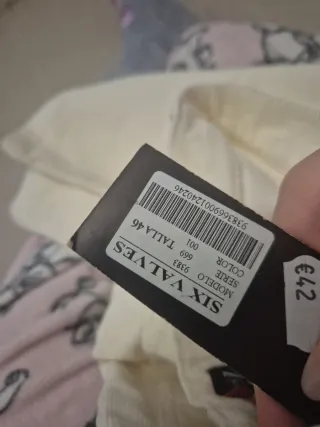 SIX VALVES
MODELO 9383
SERIE 669 TALLA 46
COLOR 001
9383669001240246
€42